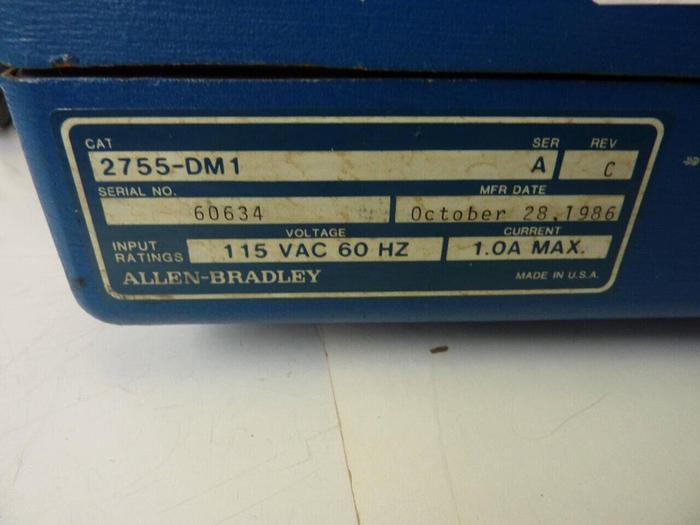 CAT SER REV
2755-DM1 A C
SERIAL NO. MFR DATE
60634 October 28,1986
VOLTAGE CURRENT
INPUT RATINGS 115 VAC 60 HZ 1.0A MAX.
ALLEN-BRADLEY MADE IN U.S.A.